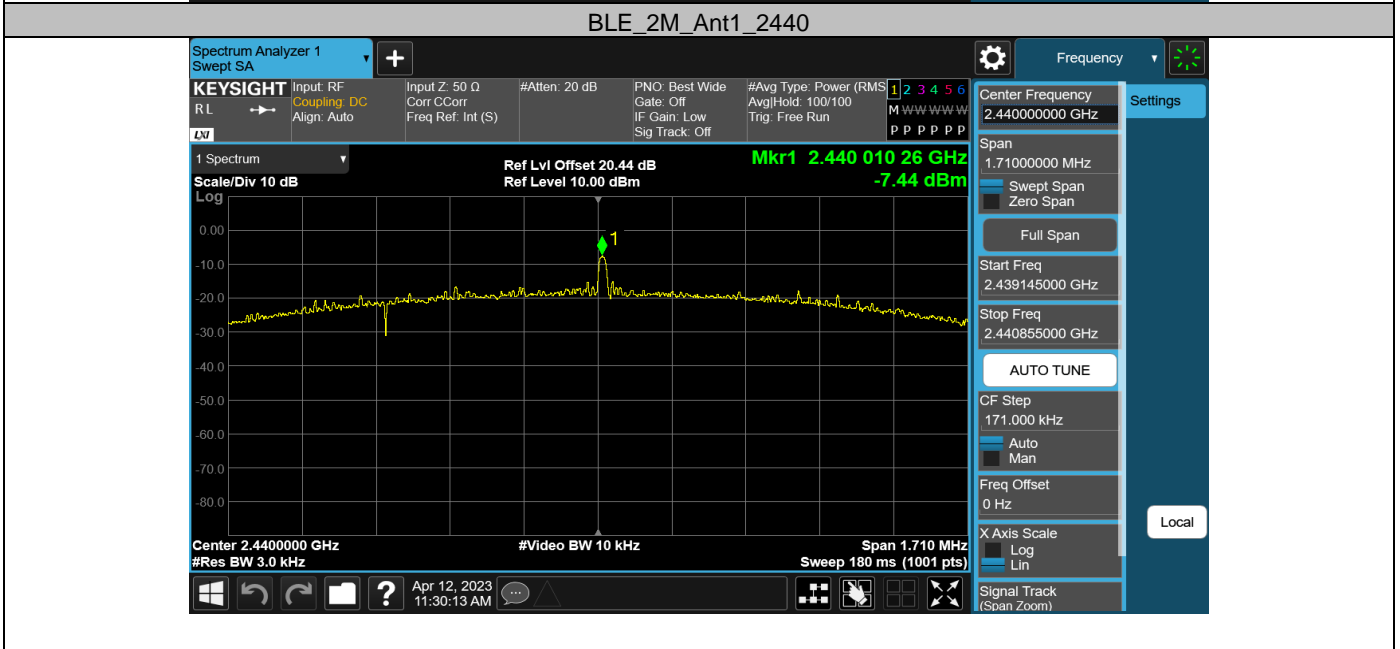 BLE_2M_Ant1_2440
Spectrum Analyzer 1
Swept SA
Frequency
KEYSIGHT
RL
LXI
Input: RF
Coupling: DC
Align: Auto
Input Z: 50 Ω
Corr CCorr
Freq Ref: Int (S)
#Atten: 20 dB
PNO: Best Wide
Gate: Off
IF Gain: Low
Sig Track: Off
#Avg Type: Power (RMS
Avg|Hold: 100/100
Trig: Free Run
1 2 3 4 5 6
M W W W W W
P P P P P P
1 Spectrum
Scale/Div 10 dB
Log
Ref Lvl Offset 20.44 dB
Ref Level 10.00 dBm
Mkr1 2.440 010 26 GHz
-7.44 dBm
1
0.00
-10.0
-20.0
-30.0
-40.0
-50.0
-60.0
-70.0
-80.0
Center 2.4400000 GHz
#Video BW 10 kHz
Span 1.710 MHz
#Res BW 3.0 kHz
Sweep 180 ms (1001 pts)
Center Frequency
2.440000000 GHz
Settings
Span
1.71000000 MHz
Swept Span
Zero Span
Full Span
Start Freq
2.439145000 GHz
Stop Freq
2.440855000 GHz
AUTO TUNE
CF Step
171.000 kHz
Auto
Man
Freq Offset
0 Hz
X Axis Scale
Log
Lin
Local
Signal Track
(Span Zoom)
?
Apr 12, 2023
11:30:13 AM